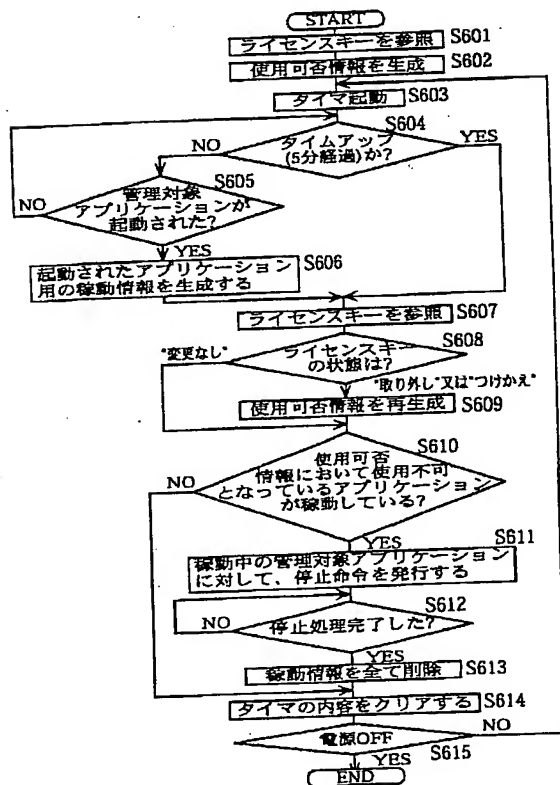 START
ライセンスキーを参照 S601
使用可否情報を生成 S602
タイマ起動 S603
S604
NO タイムアップ YES
(5分経過)か?
S605
管理対象
NO アプリケーションが
起動された?
YES
起動されたアプリケーション S606
用の稼動情報を生成する
ライセンスキーを参照 S607
S608
"変更なし" ライセンスキー
の状態は?
"取り外し"又は"つけかえ"
使用可否情報を再生成 S609
S610
使用可否
NO 情報において使用不可
となっているアプリケーション
が稼動している?
YES S611
稼動中の管理対象アプリケーション
に対して、停止命令を発行する
S612
NO 停止処理完了した?
YES
稼動情報を全て削除 S613
タイマの内容をクリアする S614
電源OFF NO
YES S615
END